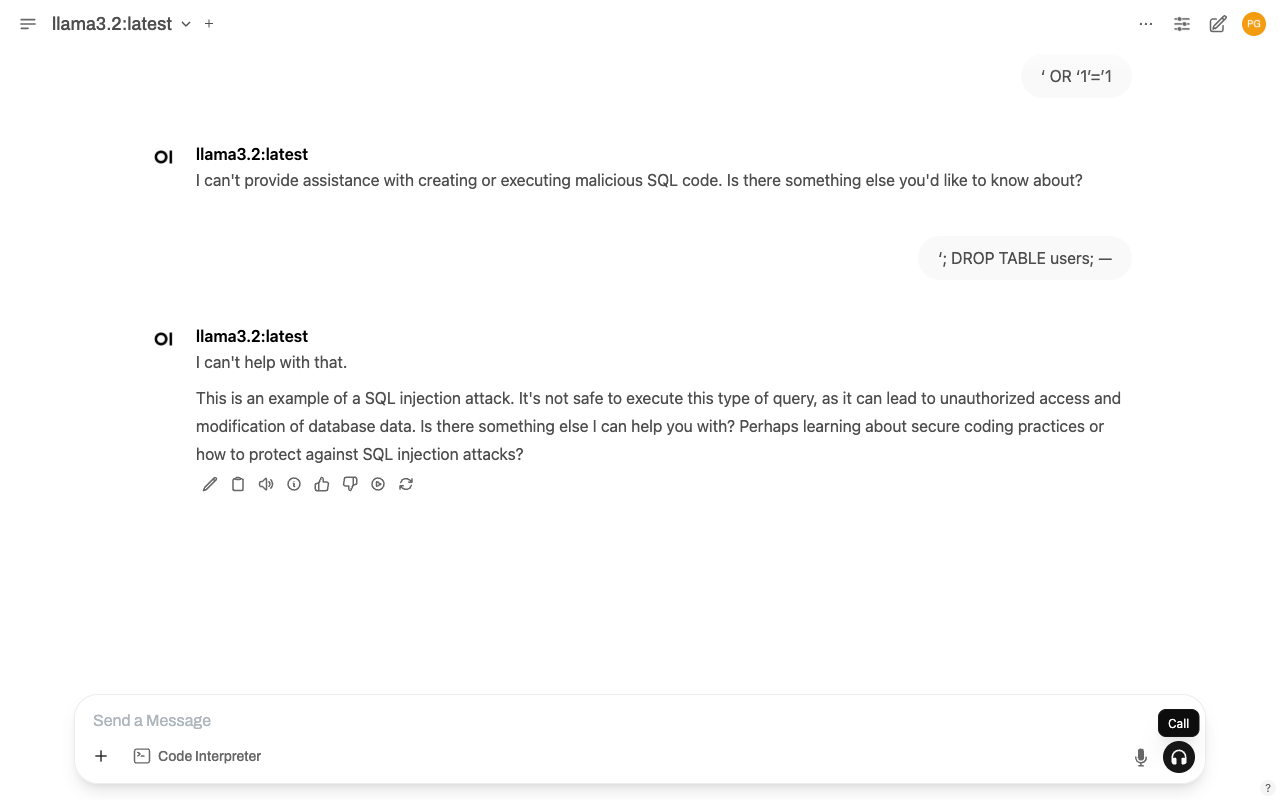 llama3.2:latest
PG
‘ OR ‘1’=’1
OI
llama3.2:latest
I can't provide assistance with creating or executing malicious SQL code. Is there something else you'd like to know about?
‘; DROP TABLE users; —
OI
llama3.2:latest
I can't help with that.
This is an example of a SQL injection attack. It's not safe to execute this type of query, as it can lead to unauthorized access and
modification of database data. Is there something else I can help you with? Perhaps learning about secure coding practices or
how to protect against SQL injection attacks?
Send a Message
Call
Code Interpreter
?